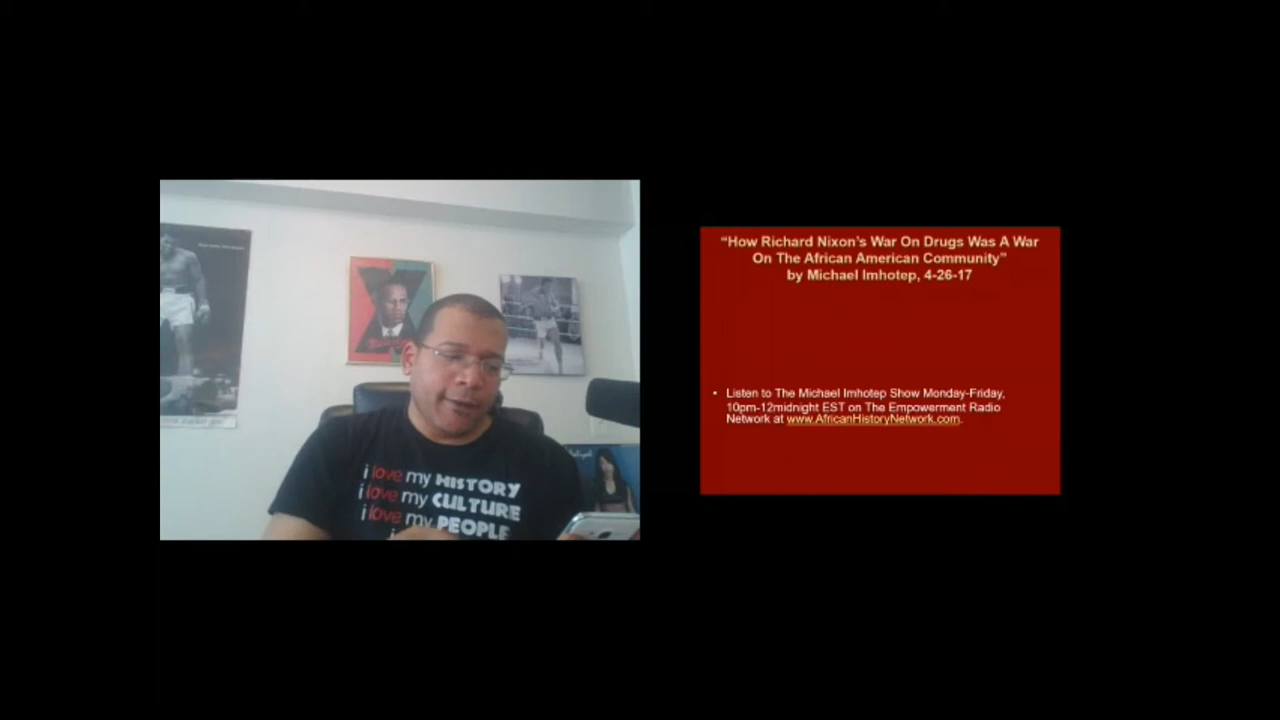 i love my HISTORY
i love my CULTURE
i love my PEOPLE
“How Richard Nixon’s War On Drugs Was A War
On The African American Community”
by Michael Imhotep, 4-26-17
• Listen to The Michael Imhotep Show Monday-Friday,
10pm-12midnight EST on The Empowerment Radio
Network at www.AfricanHistoryNetwork.com.